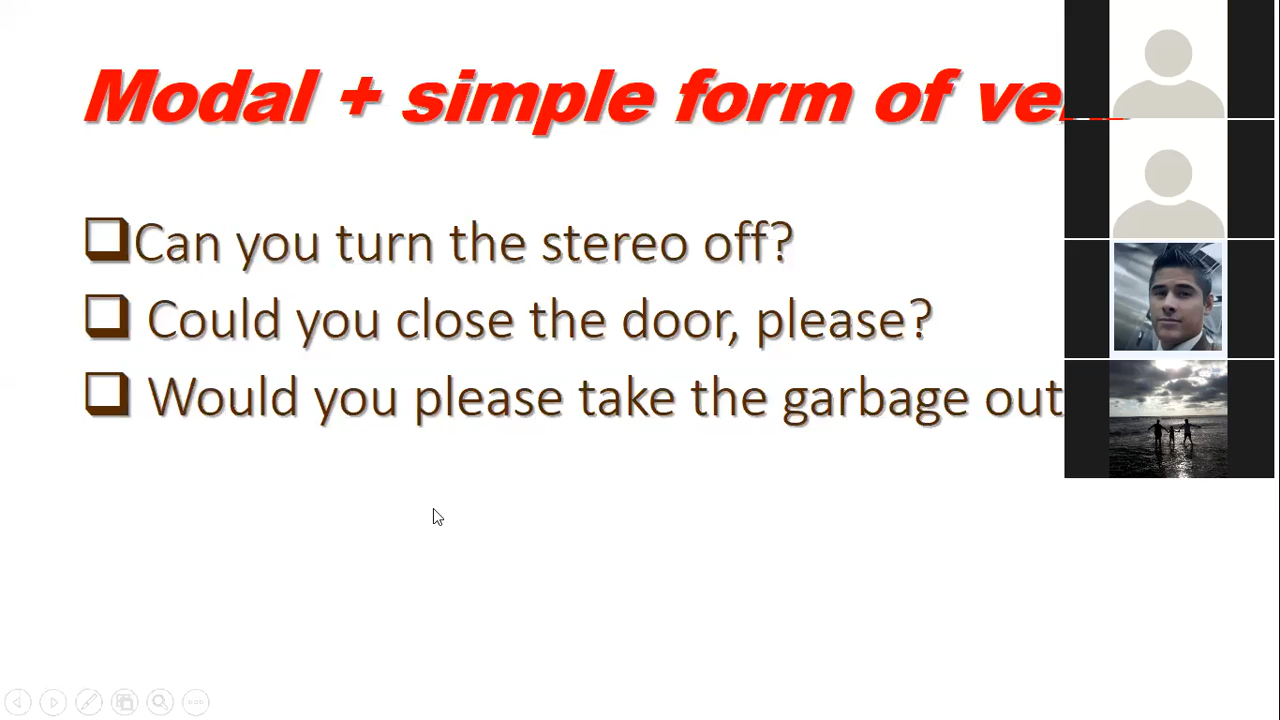 Modal + simple form of
Can you turn the stereo off?
Could you close the door, please?
Would you please take the garbage out